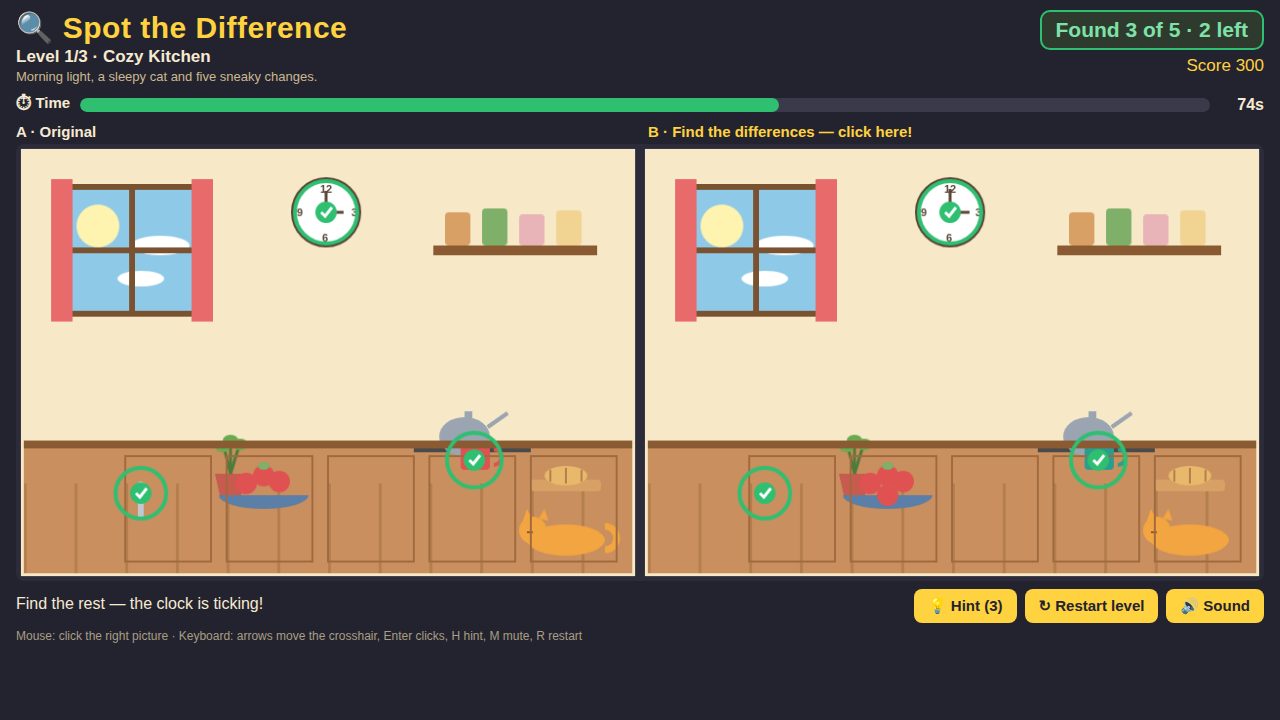 🔍 Spot the Difference
Level 1/3 · Cozy Kitchen
Morning light, a sleepy cat and five sneaky changes.
Found 3 of 5 · 2 left
Score 300
⏱ Time
74s
A · Original
B · Find the differences — click here!
12
9
3
6
12
9
3
6
Find the rest — the clock is ticking!
💡 Hint (3)
↻ Restart level
🔊 Sound
Mouse: click the right picture · Keyboard: arrows move the crosshair, Enter clicks, H hint, M mute, R restart